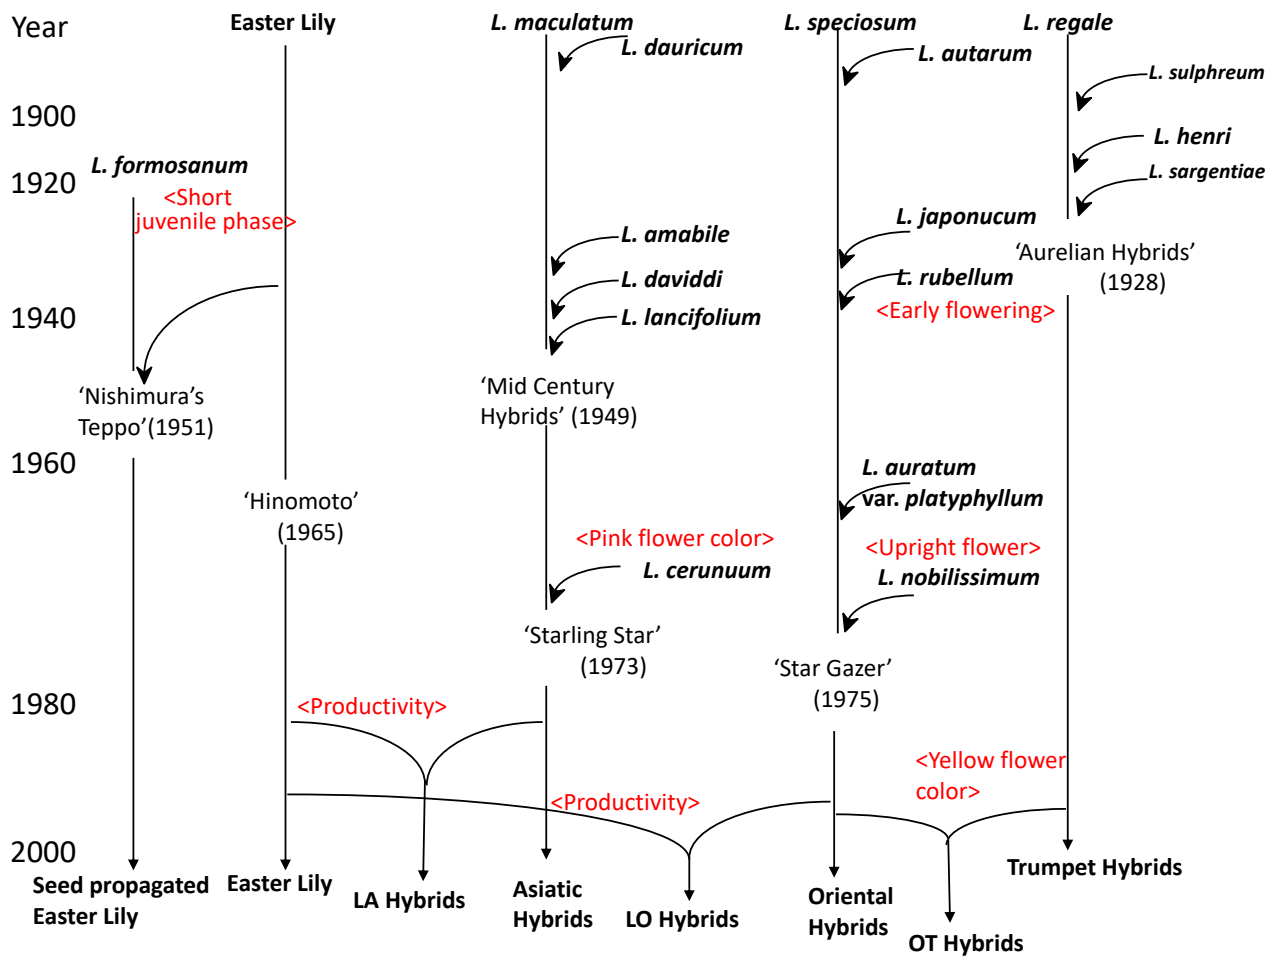 Year
Easter Lily
L. maculatum
L. speciosum
L. regale
L. dauricum
L. autarum
L. sulphreum
1900
L. henri
L. formosanum
L. sargentiae
1920
<Short
juvenile phase>
L. japonucum
L. amabile
'Aurelian Hybrids'
(1928)
L. daviddi
L. rubellum
<Early flowering>
1940
L. lancifolium
'Nishimura's
Teppo'(1951)
'Mid Century
Hybrids' (1949)
1960
L. auratum
var. platyphyllum
'Hinomoto'
(1965)
<Pink flower color>
<Upright flower>
L. cerunuum
L. nobilissimum
'Starling Star'
(1973)
'Star Gazer'
(1975)
1980
<Productivity>
<Yellow flower
color>
<Productivity>
2000
Seed propagated
Easter Lily
Easter Lily
LA Hybrids
Asiatic
Hybrids
LO Hybrids
Oriental
Hybrids
OT Hybrids
Trumpet Hybrids